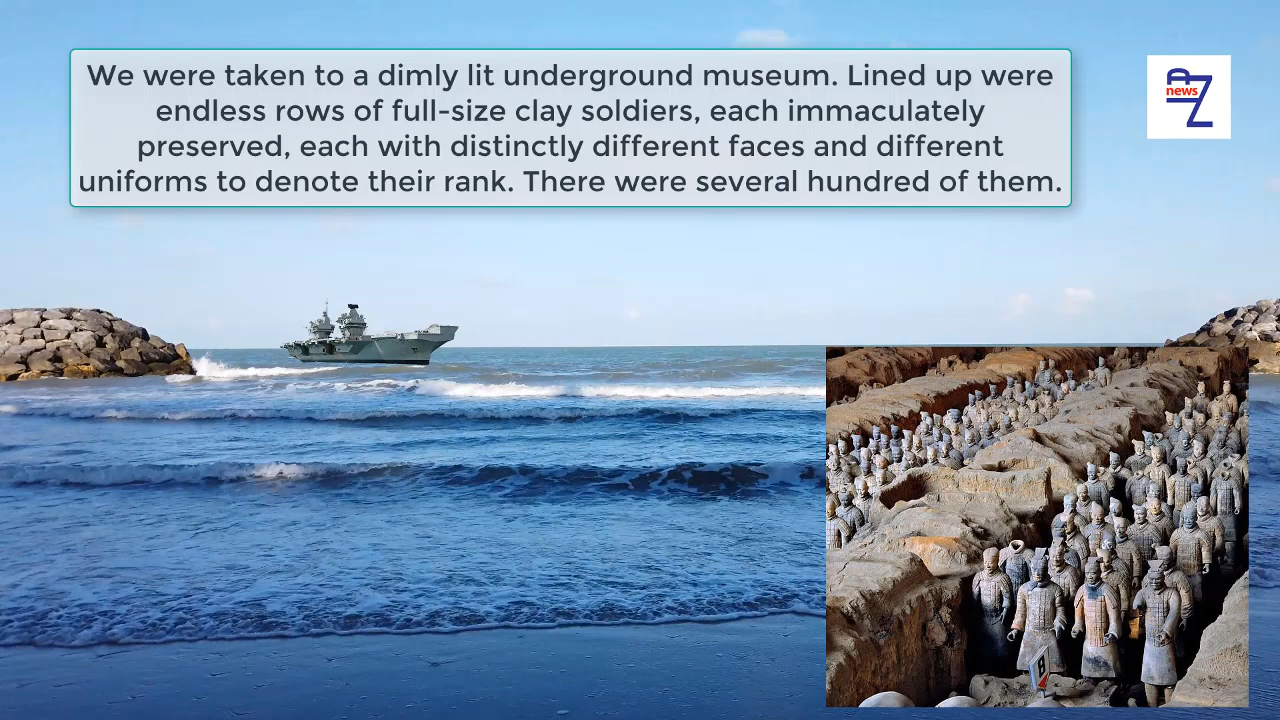 We were taken to a dimly lit underground museum. Lined up were
endless rows of full-size clay soldiers, each immaculately
preserved, each with distinctly different faces and different
uniforms to denote their rank. There were several hundred of them.
A
news
Z